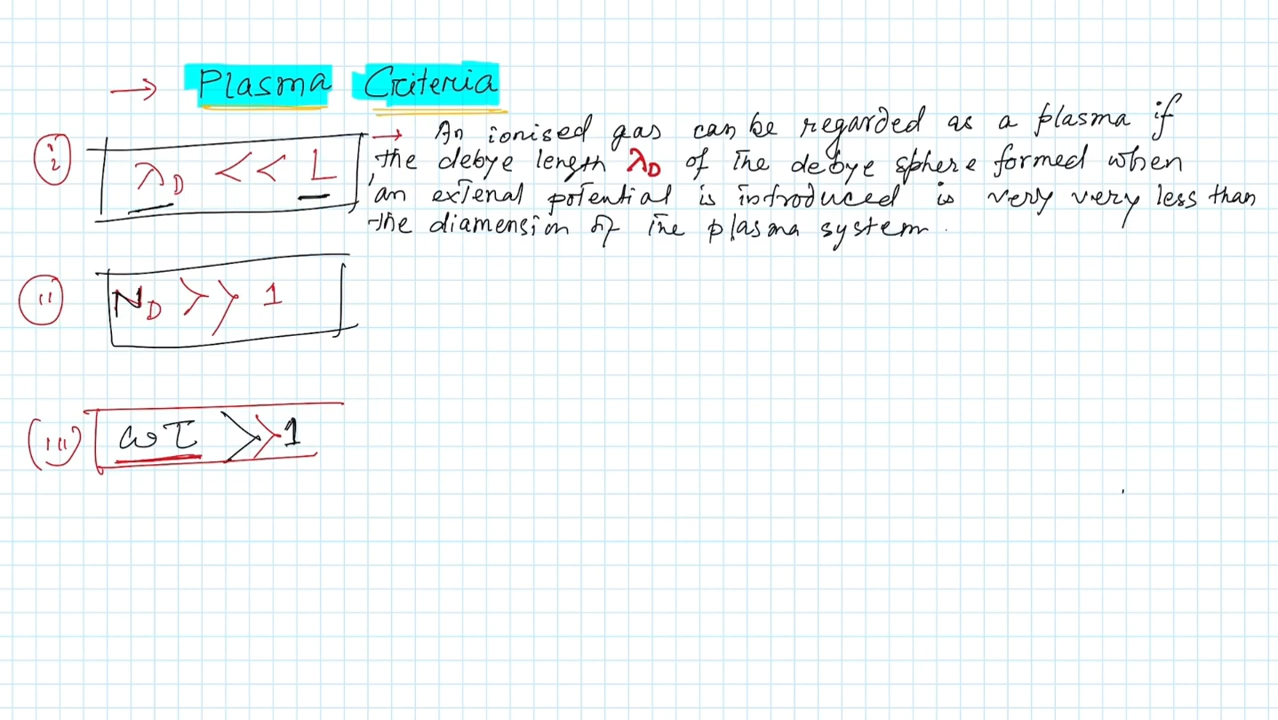 → Plasma Criteria
(i) λD << L → An ionised gas can be regarded as a plasma if
the debye length λD of the debye sphere formed when
an extenal potential is introduced is very very less than
the diamension of the plasma system.
(ii) ND >> 1
(iii) ωτ >> 1